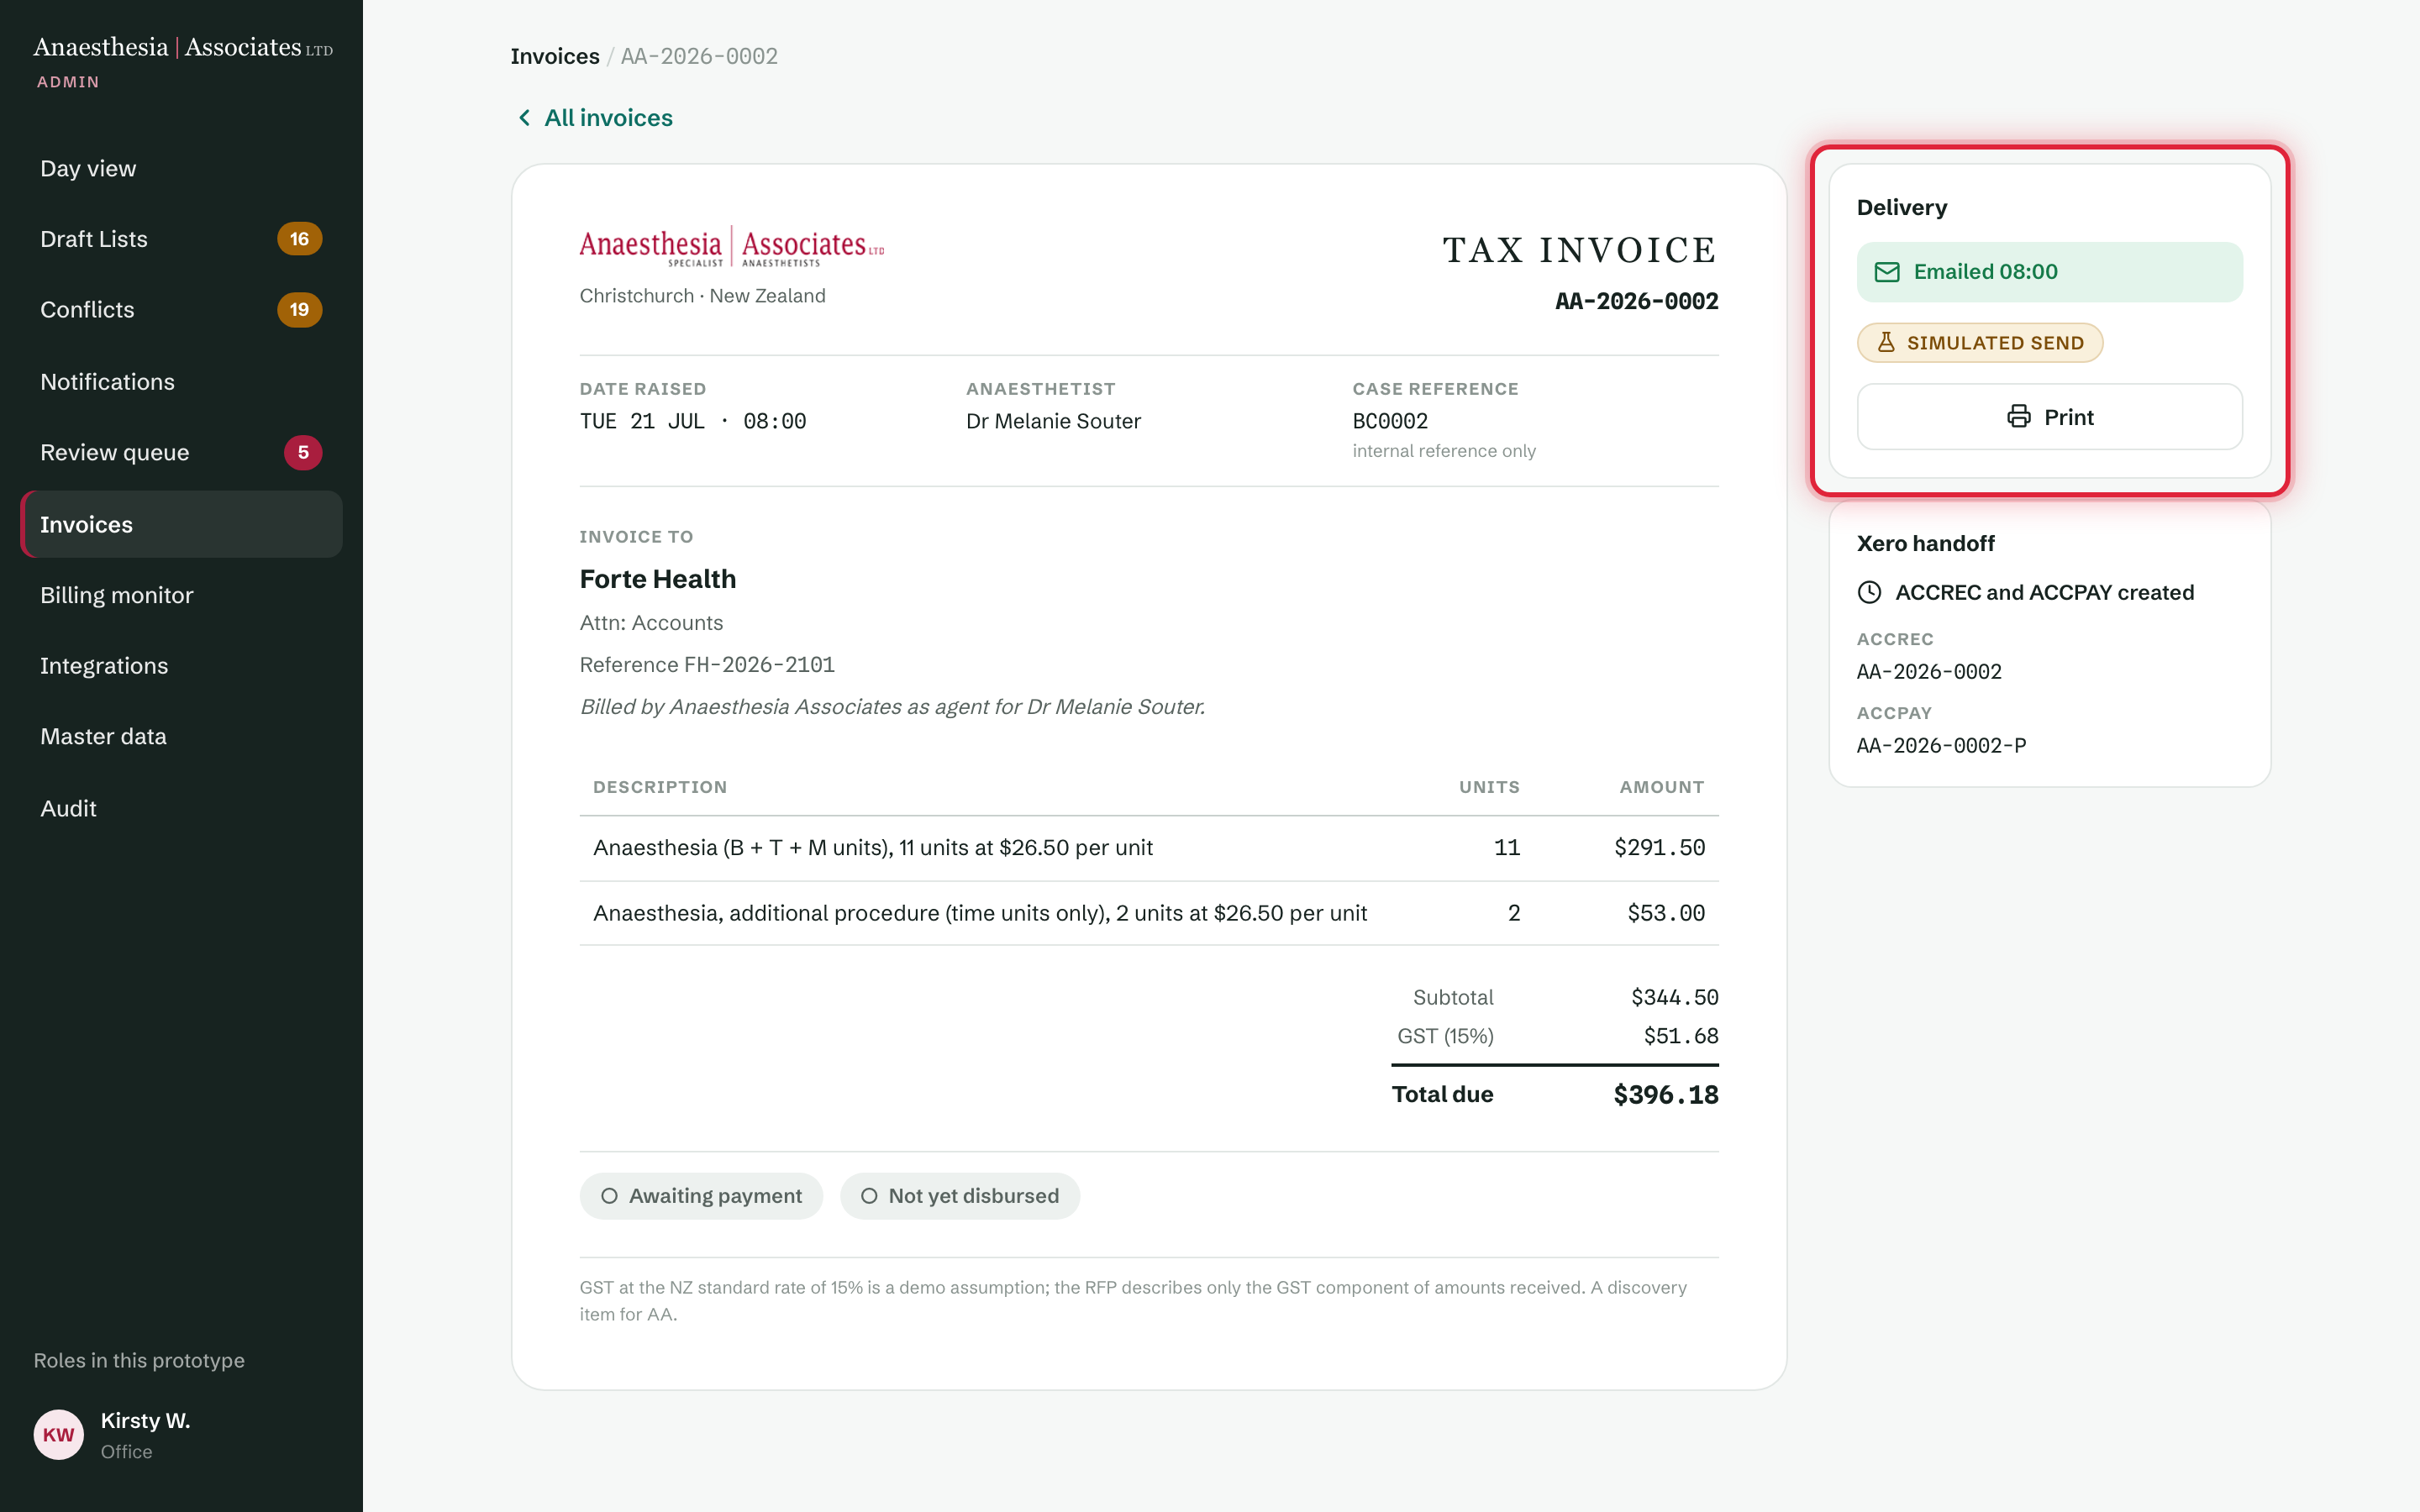 Anaesthesia | Associates LTD
ADMIN
Day view
Draft Lists 16
Conflicts 19
Notifications
Review queue 5
Invoices
Billing monitor
Integrations
Master data
Audit
Roles in this prototype
KW
Kirsty W.
Office
Invoices / AA-2026-0002
All invoices
Anaesthesia | Associates LTD
SPECIALIST ANAESTHETISTS
Christchurch · New Zealand
TAX INVOICE
AA-2026-0002
DATE RAISED
TUE 21 JUL · 08:00
ANAESTHETIST
Dr Melanie Souter
CASE REFERENCE
BC0002
internal reference only
INVOICE TO
Forte Health
Attn: Accounts
Reference FH-2026-2101
Billed by Anaesthesia Associates as agent for Dr Melanie Souter.
DESCRIPTION UNITS AMOUNT
Anaesthesia (B + T + M units), 11 units at $26.50 per unit 11 $291.50
Anaesthesia, additional procedure (time units only), 2 units at $26.50 per unit 2 $53.00
Subtotal $344.50
GST (15%) $51.68
Total due $396.18
Awaiting payment
Not yet disbursed
GST at the NZ standard rate of 15% is a demo assumption; the RFP describes only the GST component of amounts received. A discovery
item for AA.
Delivery
Emailed 08:00
SIMULATED SEND
Print
Xero handoff
ACCREC and ACCPAY created
ACCREC
AA-2026-0002
ACCPAY
AA-2026-0002-P